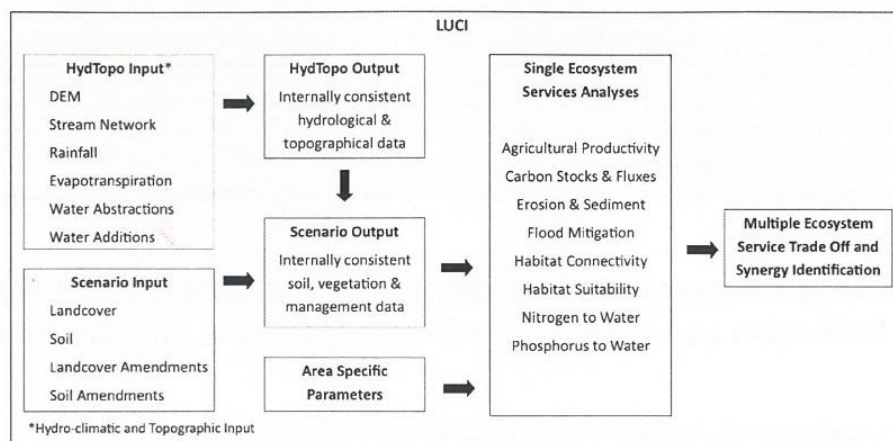 LUCI
HydTopo Input*
DEM
Stream Network
Rainfall
Evapotranspiration
Water Abstractions
Water Additions
Scenario Input
Landcover
Soil
Landcover Amendments
Soil Amendments
*Hydro-climatic and Topographic Input
HydTopo Output
Internally consistent
hydrological &
topographical data
Scenario Output
Internally consistent
soil, vegetation &
management data
Area Specific
Parameters
Single Ecosystem
Services Analyses
Agricultural Productivity
Carbon Stocks & Fluxes
Erosion & Sediment
Flood Mitigation
Habitat Connectivity
Habitat Suitability
Nitrogen to Water
Phosphorus to Water
Multiple Ecosystem
Service Trade Off and
Synergy Identification